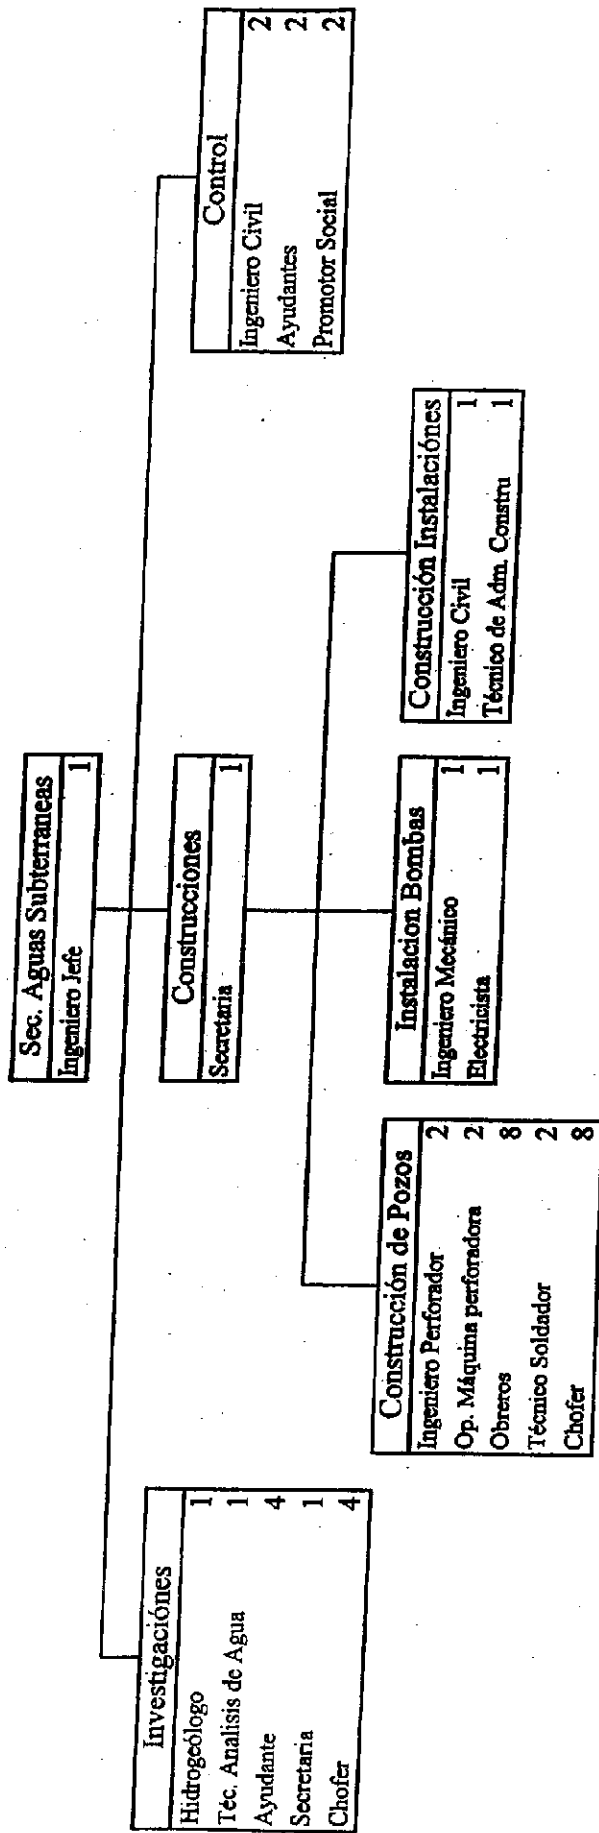 Sec. Aguas Subterraneas
Ingeniero Jefe 1
Investigaciónes
Hidrogeólogo 1
Téc. Analisis de Agua 1
Ayudante 4
Secretaria 1
Chofer 4
Construcciones
Secretaria 1
Control
Ingeniero Civil 2
Ayudantes 2
Promotor Social 2
Construcción de Pozos
Ingeniero Perforador 2
Op. Máquina perforadora 2
Obreros 8
Técnico Soldador 2
Chofer 8
Instalacion Bombas
Ingeniero Mecánico 1
Electricista 1
Construcción Instalaciónes
Ingeniero Civil 1
Técnico de Adm. Constru 1